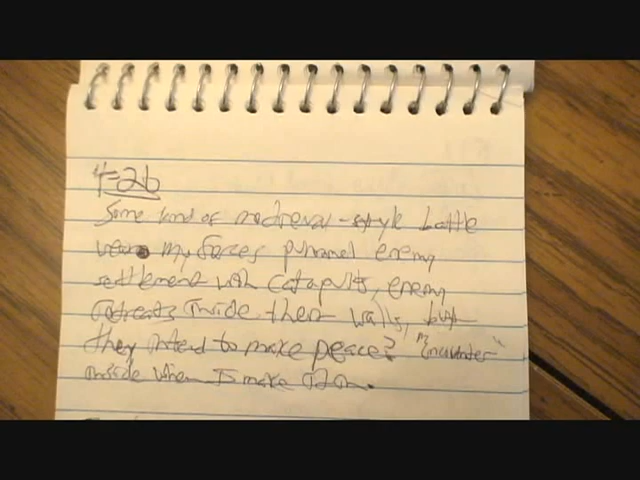 4=26
Some kind of medieval-style battle
my forces pummel enemy
settlement with catapults, enemy
retreats inside their walls, but
they intend to make peace? "Encounter"
inside when I make